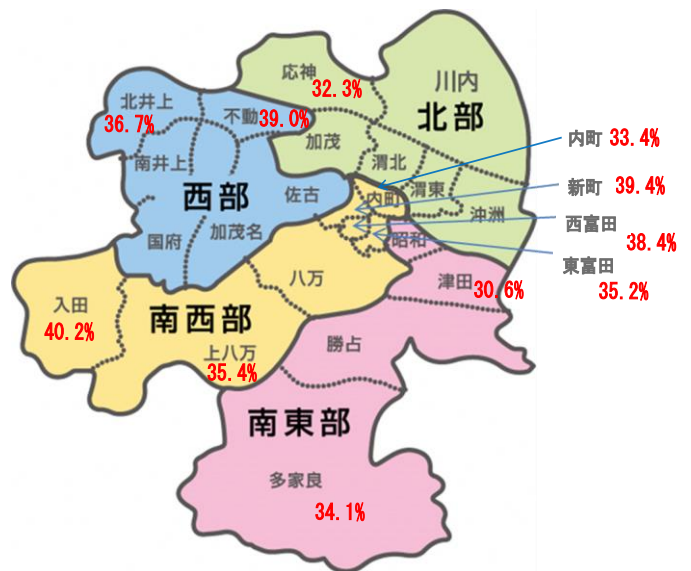 応神
32.3%
川内
北部
北井上
36.7%
不動
39.0%
加茂
渭北
渭東
沖洲
南井上
西部
佐古
国府
加茂名
内町
内町 33.4%
新町 39.4%
西富田
38.4%
東富田
35.2%
昭和
八万
津田
30.6%
入田
40.2%
南西部
上八万
35.4%
勝占
南東部
多家良
34.1%